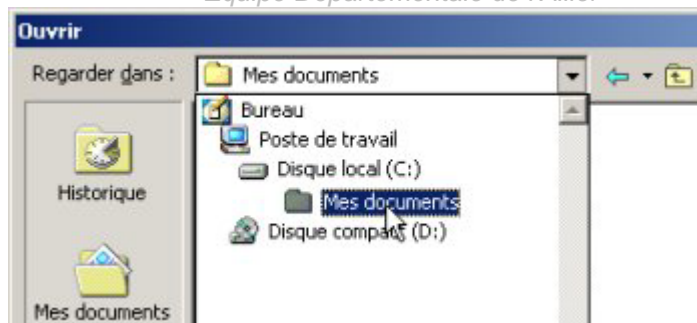 Ouvrir
Regarder dans :
Mes documents
Bureau
Poste de travail
Disque local (C:)
Historique
Mes documents
Disque compact (D:)
Mes documents